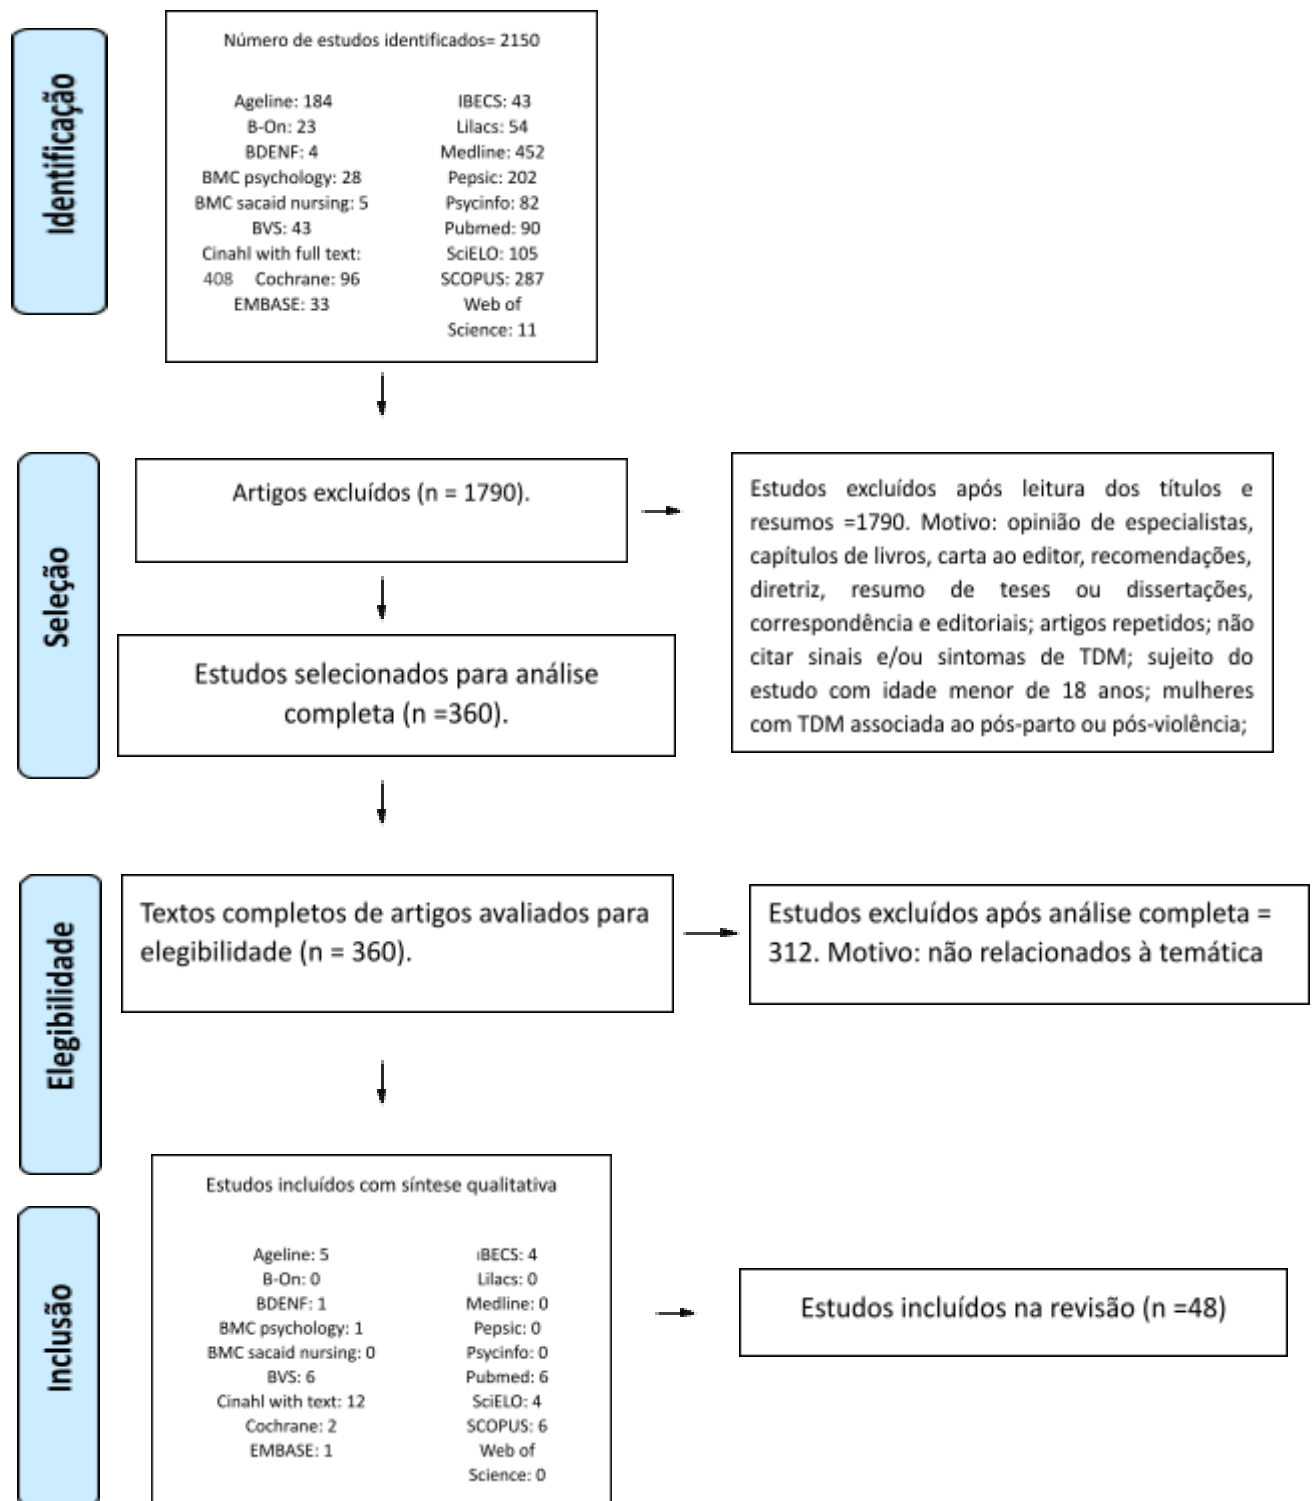 Identificação
Número de estudos identificados= 2150
Ageline: 184
B-On: 23
BDENF: 4
BMC psychology: 28
BMC sacaid nursing: 5
BVS: 43
Cinahl with full text:
408 Cochrane: 96
EMBASE: 33
IBECS: 43
Lilacs: 54
Medline: 452
Pepsic: 202
Psycinfo: 82
Pubmed: 90
SciELO: 105
SCOPUS: 287
Web of
Science: 11
Seleção
Artigos excluídos (n = 1790).
Estudos excluídos após leitura dos títulos e
resumos =1790. Motivo: opinião de especialistas,
capítulos de livros, carta ao editor, recomendações,
diretriz, resumo de teses ou dissertações,
correspondência e editoriais; artigos repetidos; não
citar sinais e/ou sintomas de TDM; sujeito do
estudo com idade menor de 18 anos; mulheres
com TDM associada ao pós-parto ou pós-violência;
Estudos selecionados para análise
completa (n =360).
Elegibilidade
Textos completos de artigos avaliados para
elegibilidade (n = 360).
Estudos excluídos após análise completa =
312. Motivo: não relacionados à temática
Inclusão
Estudos incluídos com síntese qualitativa
Ageline: 5
B-On: 0
BDENF: 1
BMC psychology: 1
BMC sacaid nursing: 0
BVS: 6
Cinahl with text: 12
Cochrane: 2
EMBASE: 1
IBECS: 4
Lilacs: 0
Medline: 0
Pepsic: 0
Psycinfo: 0
Pubmed: 6
SciELO: 4
SCOPUS: 6
Web of
Science: 0
Estudos incluídos na revisão (n =48)